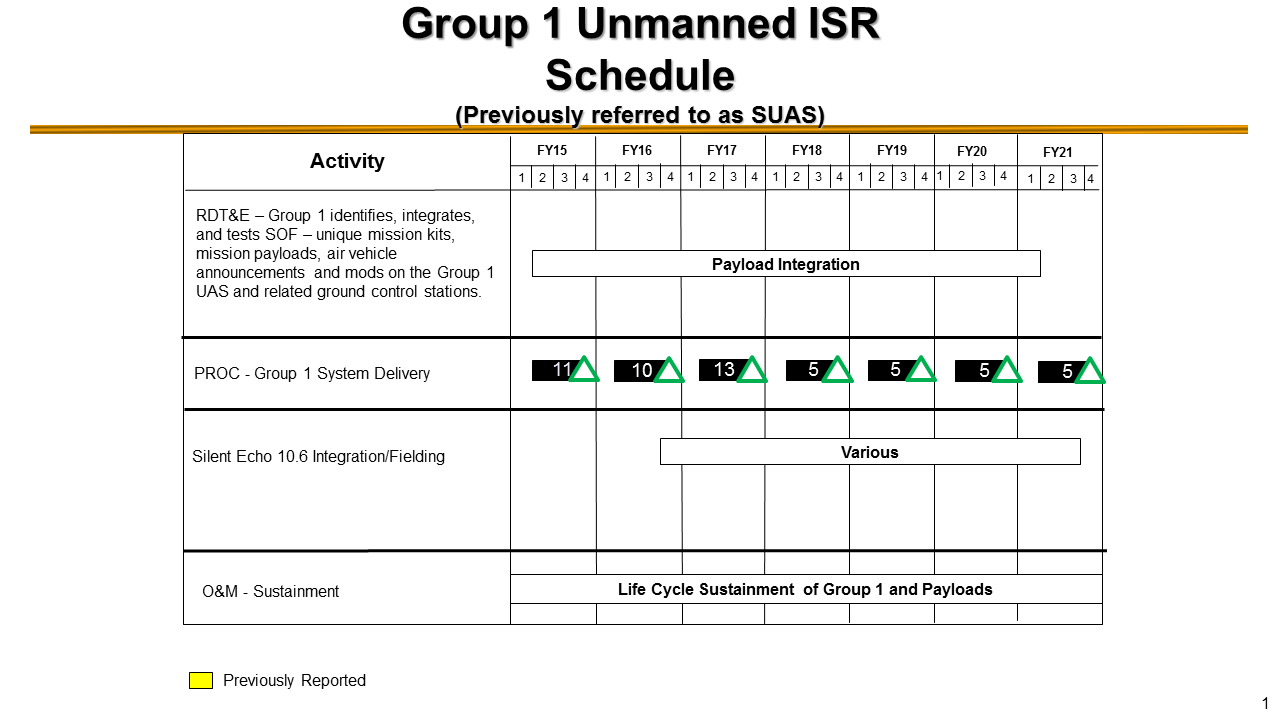 Group 1 Unmanned ISR
Schedule
(Previously referred to as SUAS)
Activity
FY15 FY16 FY17 FY18 FY19 FY20 FY21
1 2 3 4 1 2 3 4 1 2 3 4 1 2 3 4 1 2 3 4 1 2 3 4 1 2 3 4
RDT&E – Group 1 identifies, integrates,
and tests SOF – unique mission kits,
mission payloads, air vehicle
announcements and mods on the Group 1
UAS and related ground control stations.
Payload Integration
PROC - Group 1 System Delivery
11 10 13 5 5 5 5
Silent Echo 10.6 Integration/Fielding
Various
O&M - Sustainment
Life Cycle Sustainment of Group 1 and Payloads
Previously Reported
1